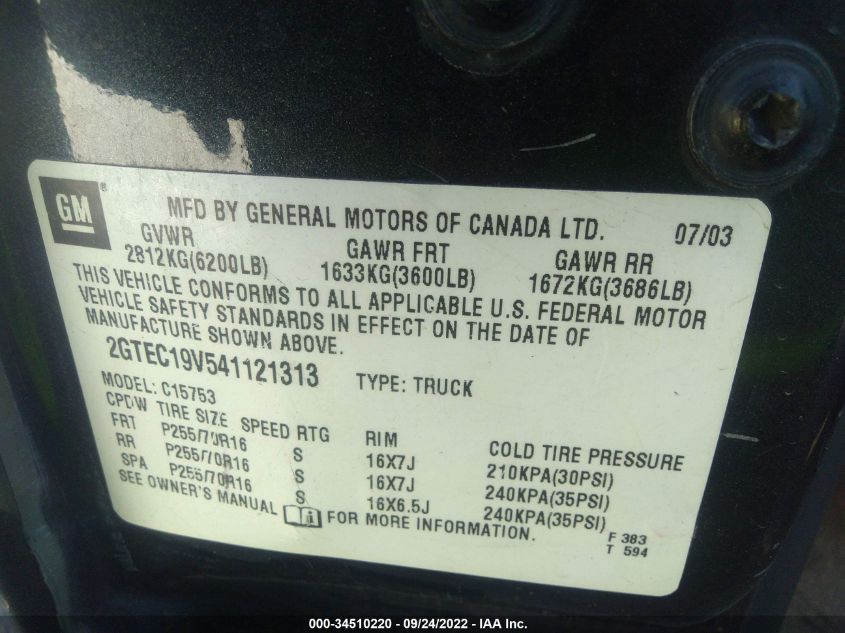 GM®
MFD BY GENERAL MOTORS OF CANADA LTD. 07/03
GVWR GAWR FRT GAWR RR
2812KG(6200LB) 1633KG(3600LB) 1672KG(3686LB)
THIS VEHICLE CONFORMS TO ALL APPLICABLE U.S. FEDERAL MOTOR
VEHICLE SAFETY STANDARDS IN EFFECT ON THE DATE OF
MANUFACTURE SHOWN ABOVE.
2GTEC19V541121313 TYPE: TRUCK
MODEL: C15753
CPDW TIRE SIZE SPEED RTG RIM COLD TIRE PRESSURE
FRT P255/70R16 S 16X7J 210KPA(30PSI)
RR P255/70R16 S 16X7J 240KPA(35PSI)
SPA P255/70R16 S 16X6.5J 240KPA(35PSI)
SEE OWNER'S MANUAL FOR MORE INFORMATION.
F 383
T 594
000-34510220 - 09/24/2022 - IAA Inc.